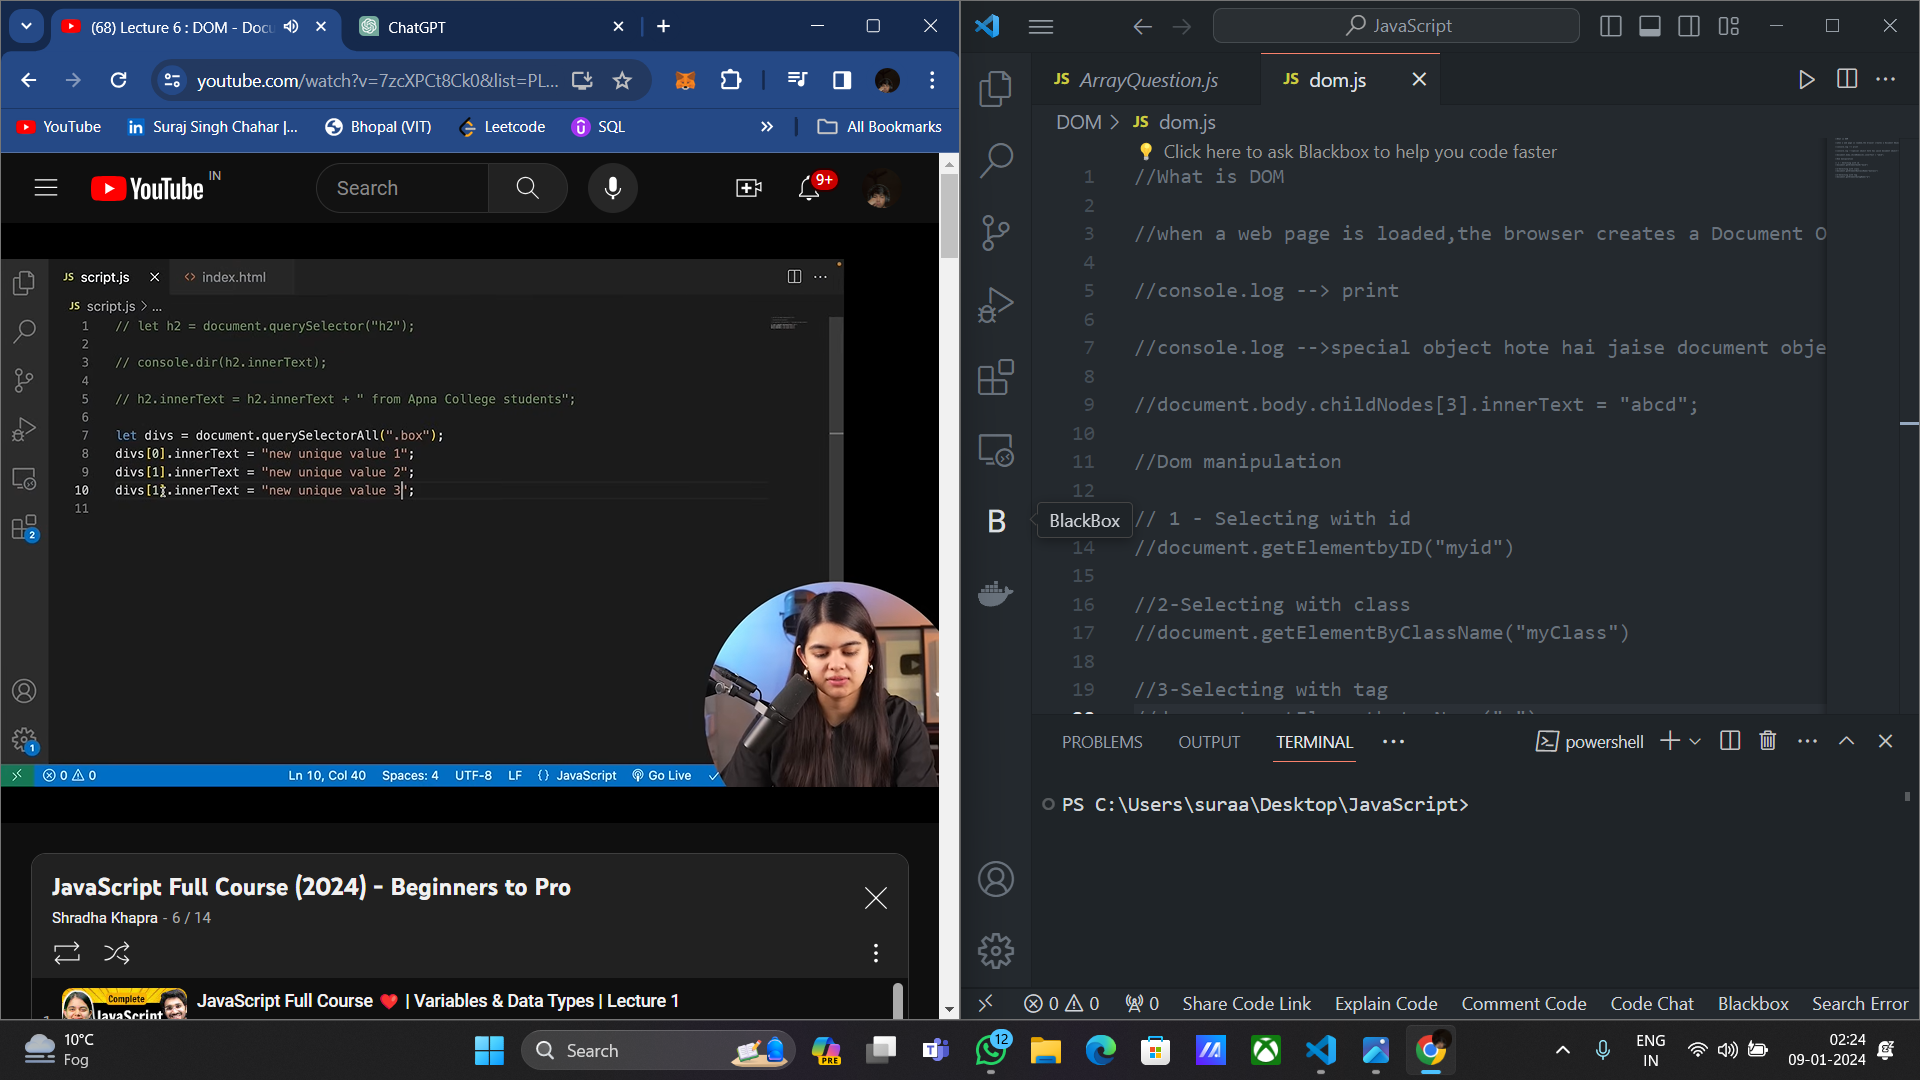 (68) Lecture 6 : DOM - Docu
ChatGPT
youtube.com/watch?v=7zcXPCt8Ck0&list=PL...
YouTube
Suraj Singh Chahar |...
Bhopal (VIT)
Leetcode
SQL
All Bookmarks
YouTube IN
Search
9+
JS script.js
<> index.html
JS script.js > ...
1 // let h2 = document.querySelector("h2");
2
3 // console.dir(h2.innerText);
4
5 // h2.innerText = h2.innerText + " from Apna College students";
6
7 let divs = document.querySelectorAll(".box");
8 divs[0].innerText = "new unique value 1";
9 divs[1].innerText = "new unique value 2";
10 divs[1].innerText = "new unique value 3";
11
2
1
0 0
Ln 10, Col 40
Spaces: 4
UTF-8
LF
{} JavaScript
Go Live
JavaScript Full Course (2024) - Beginners to Pro
Shradha Khapra - 6 / 14
Complete
JavaScript
JavaScript Full Course ❤️ | Variables & Data Types | Lecture 1
JavaScript
JS ArrayQuestion.js
JS dom.js
DOM > JS dom.js
Click here to ask Blackbox to help you code faster
1 //What is DOM
2
3 //when a web page is loaded,the browser creates a Document O
4
5 //console.log --> print
6
7 //console.log -->special object hote hai jaise document obje
8
9 //document.body.childNodes[3].innerText = "abcd";
10
11 //Dom manipulation
12
B BlackBox
// 1 - Selecting with id
14 //document.getElementbyID("myid")
15
16 //2-Selecting with class
17 //document.getElementByClassName("myClass")
18
19 //3-Selecting with tag
PROBLEMS
OUTPUT
TERMINAL
powershell
PS C:\Users\suraa\Desktop\JavaScript>
0 0
0
Share Code Link
Explain Code
Comment Code
Code Chat
Blackbox
Search Error
10°C
Fog
Search
PRE
12
ENG
IN
02:24
09-01-2024